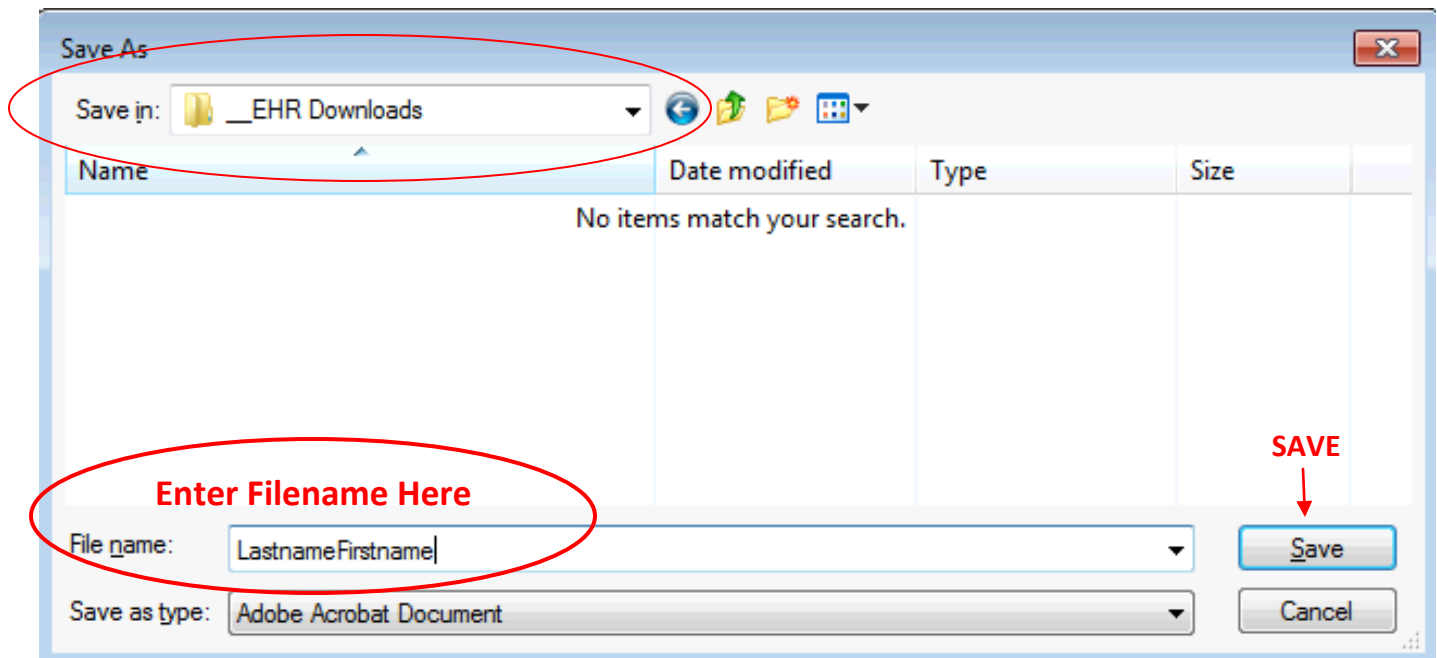 Save As
Save in: __EHR Downloads
Name Date modified Type Size
No items match your search.
SAVE
Enter Filename Here
File name: LastnameFirstname Save
Save as type: Adobe Acrobat Document Cancel